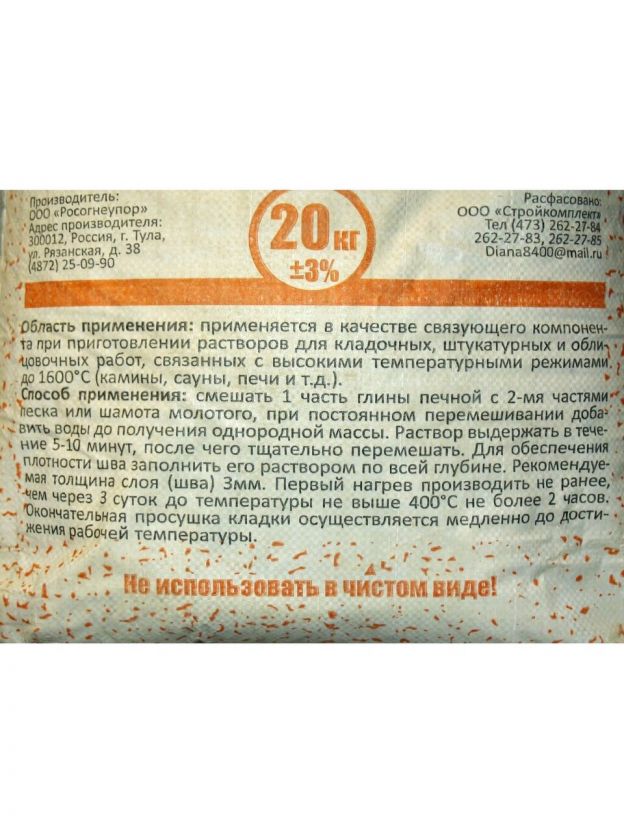 Производитель:
ООО «Росогнеупор»
Адрес производителя:
300012, Россия, г. Тула,
ул. Рязанская, д. 38
(4872) 25-09-90
20 кг
±3%
Расфасовано:
ООО «Стройкомплект»
Тел (473) 262-27-84
262-27-83, 262-27-85
Diana8400@mail.ru
Область применения: применяется в качестве связующего компонен-
та при приготовлении растворов для кладочных, штукатурных и обли-
цовочных работ, связанных с высокими температурными режимами
до 1600°С (камины, сауны, печи и т.д.).
Способ применения: смешать 1 часть глины печной с 2-мя частями
песка или шамота молотого, при постоянном перемешивании доба-
вить воды до получения однородной массы. Раствор выдержать в тече-
ние 5-10 минут, после чего тщательно перемешать. Для обеспечения
плотности шва заполнить его раствором по всей глубине. Рекомендуе-
мая толщина слоя (шва) 3мм. Первый нагрев производить не ранее,
чем через 3 суток до температуры не выше 400°С не более 2 часов.
Окончательная просушка кладки осуществляется медленно до дости-
жения рабочей температуры.
Не использовать в чистом виде!